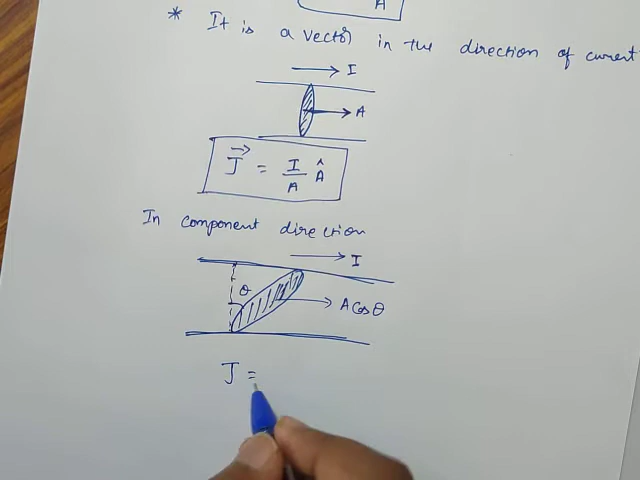 A
* It is a vector in the direction of current
I
A
J = I/A Â
In component direction
I
θ
A Cos θ
J =